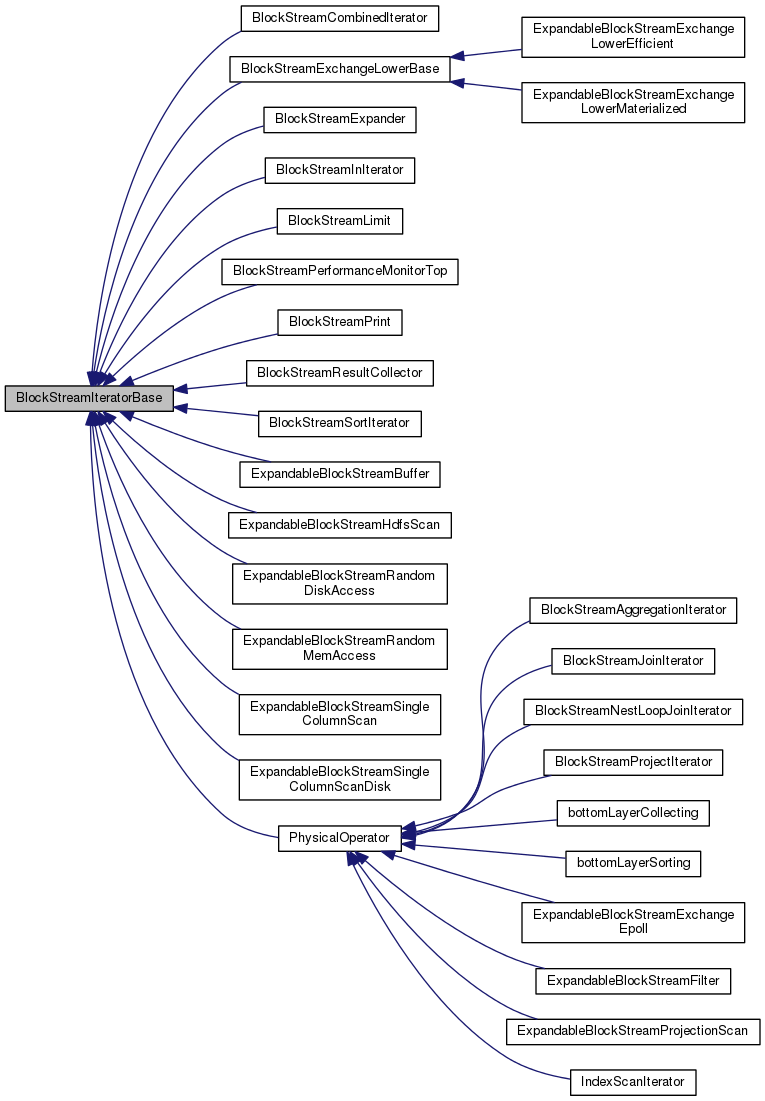 BlockStreamCombinedIterator
BlockStreamExchangeLowerBase
ExpandableBlockStreamExchange
LowerEfficient
ExpandableBlockStreamExchange
LowerMaterialized
BlockStreamExpander
BlockStreamInIterator
BlockStreamLimit
BlockStreamPerformanceMonitorTop
BlockStreamPrint
BlockStreamResultCollector
BlockStreamIteratorBase
BlockStreamSortIterator
ExpandableBlockStreamBuffer
ExpandableBlockStreamHdfsScan
ExpandableBlockStreamRandom
DiskAccess
ExpandableBlockStreamRandom
MemAccess
ExpandableBlockStreamSingle
ColumnScan
ExpandableBlockStreamSingle
ColumnScanDisk
PhysicalOperator
BlockStreamAggregationIterator
BlockStreamJoinIterator
BlockStreamNestLoopJoinIterator
BlockStreamProjectIterator
bottomLayerCollecting
bottomLayerSorting
ExpandableBlockStreamExchange
Epoll
ExpandableBlockStreamFilter
ExpandableBlockStreamProjectionScan
IndexScanIterator